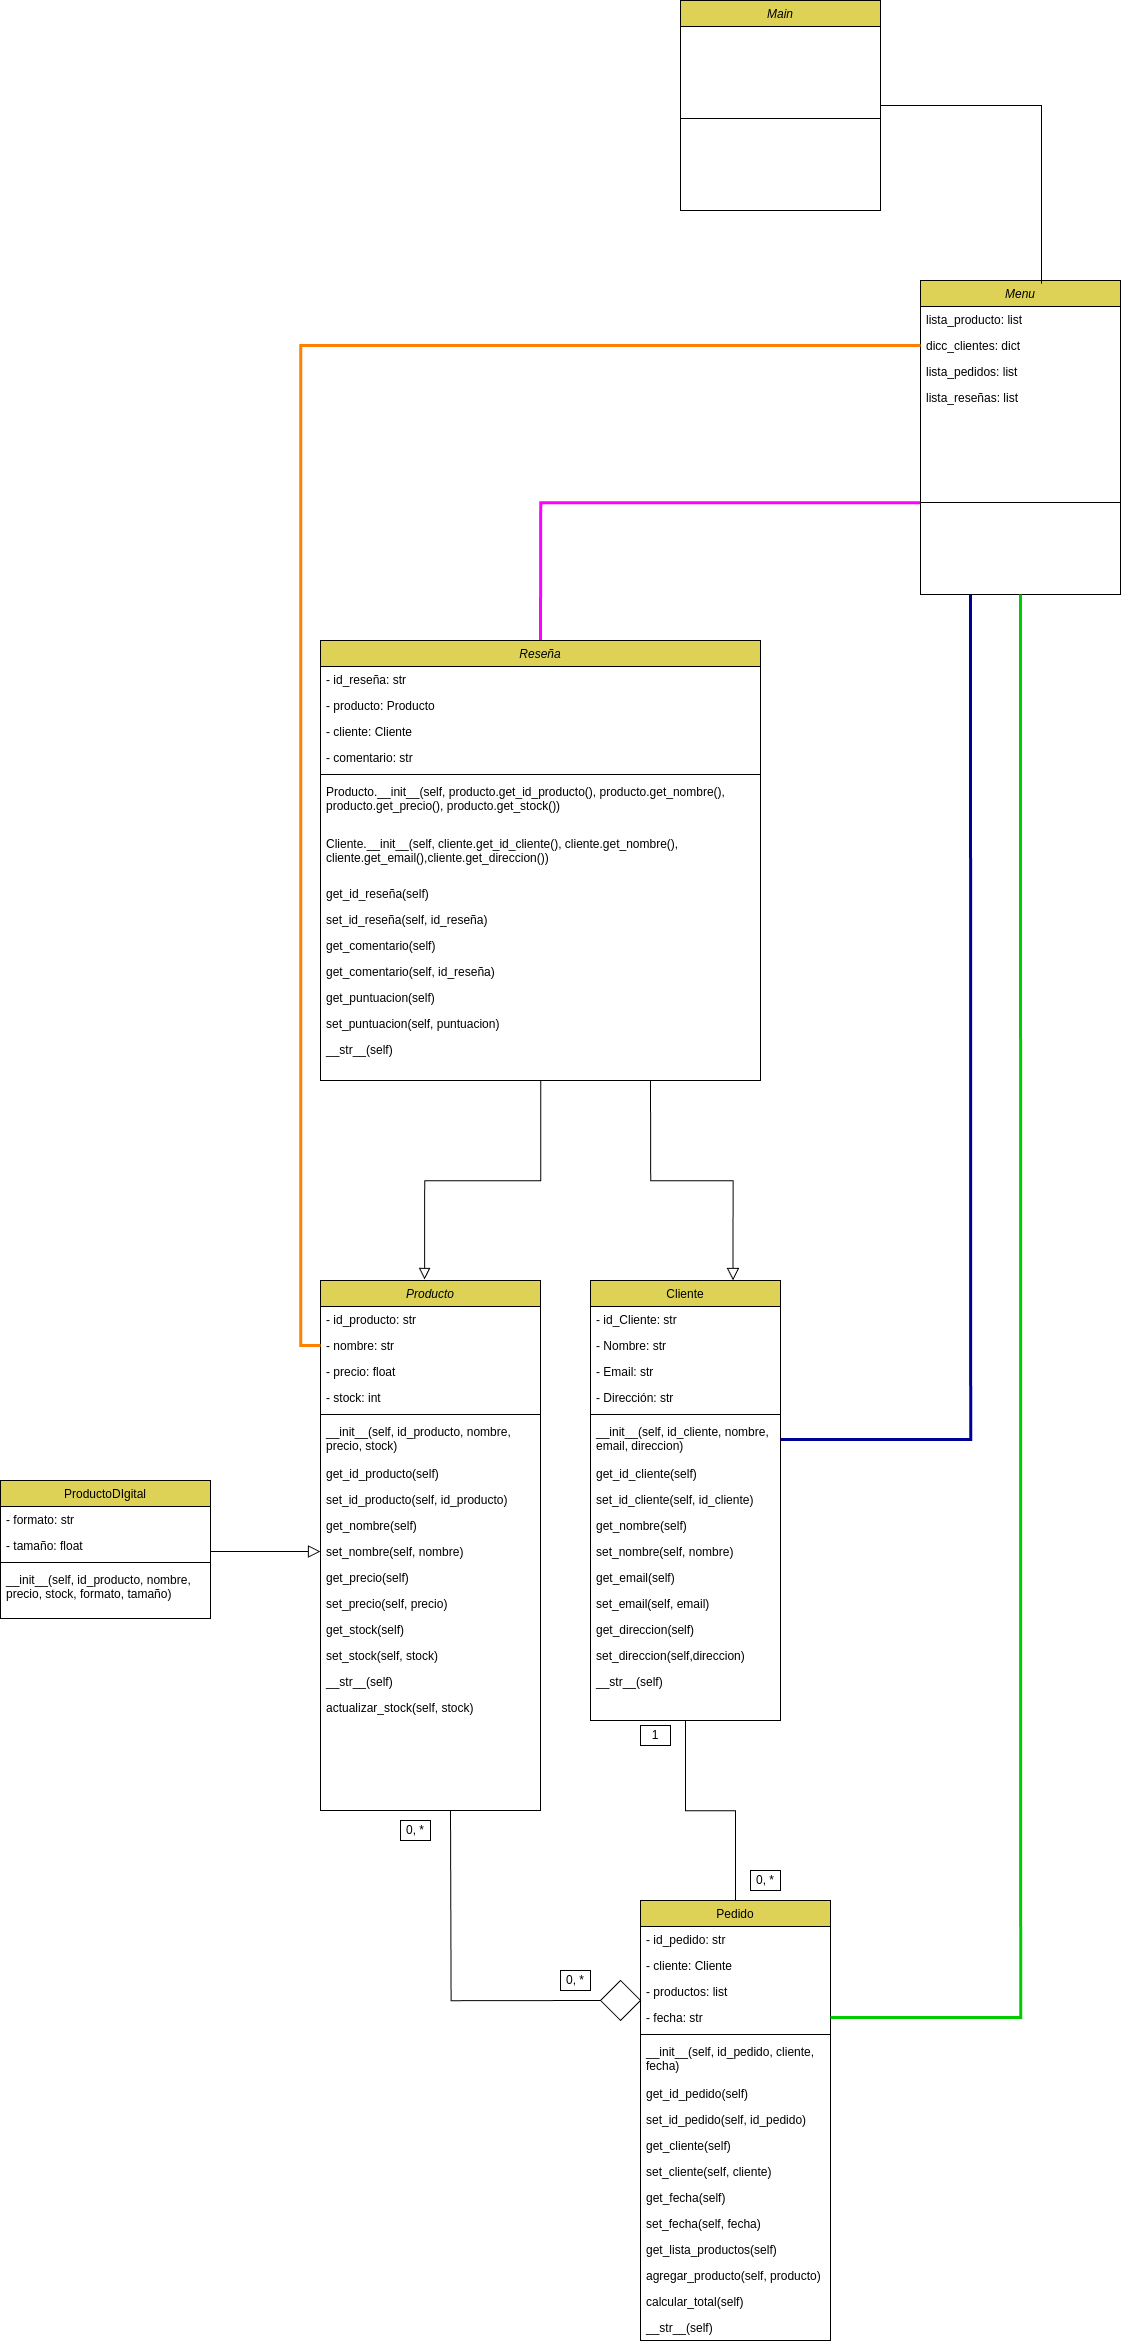 Main
Menu
lista_producto: list
dicc_clientes: dict
lista_pedidos: list
lista_reseñas: list
Reseña
- id_reseña: str
- producto: Producto
- cliente: Cliente
- comentario: str
Producto.__init__(self, producto.get_id_producto(), producto.get_nombre(),
producto.get_precio(), producto.get_stock())
Cliente.__init__(self, cliente.get_id_cliente(), cliente.get_nombre(),
cliente.get_email(),cliente.get_direccion())
get_id_reseña(self)
set_id_reseña(self, id_reseña)
get_comentario(self)
get_comentario(self, id_reseña)
get_puntuacion(self)
set_puntuacion(self, puntuacion)
__str__(self)
Producto
- id_producto: str
- nombre: str
- precio: float
- stock: int
__init__(self, id_producto, nombre,
precio, stock)
get_id_producto(self)
set_id_producto(self, id_producto)
get_nombre(self)
set_nombre(self, nombre)
get_precio(self)
set_precio(self, precio)
get_stock(self)
set_stock(self, stock)
__str__(self)
actualizar_stock(self, stock)
Cliente
- id_Cliente: str
- Nombre: str
- Email: str
- Dirección: str
__init__(self, id_cliente, nombre,
email, direccion)
get_id_cliente(self)
set_id_cliente(self, id_cliente)
get_nombre(self)
set_nombre(self, nombre)
get_email(self)
set_email(self, email)
get_direccion(self)
set_direccion(self,direccion)
__str__(self)
ProductoDIgital
- formato: str
- tamaño: float
__init__(self, id_producto, nombre,
precio, stock, formato, tamaño)
1
0, *
0, *
0, *
Pedido
- id_pedido: str
- cliente: Cliente
- productos: list
- fecha: str
__init__(self, id_pedido, cliente,
fecha)
get_id_pedido(self)
set_id_pedido(self, id_pedido)
get_cliente(self)
set_cliente(self, cliente)
get_fecha(self)
set_fecha(self, fecha)
get_lista_productos(self)
agregar_producto(self, producto)
calcular_total(self)
__str__(self)